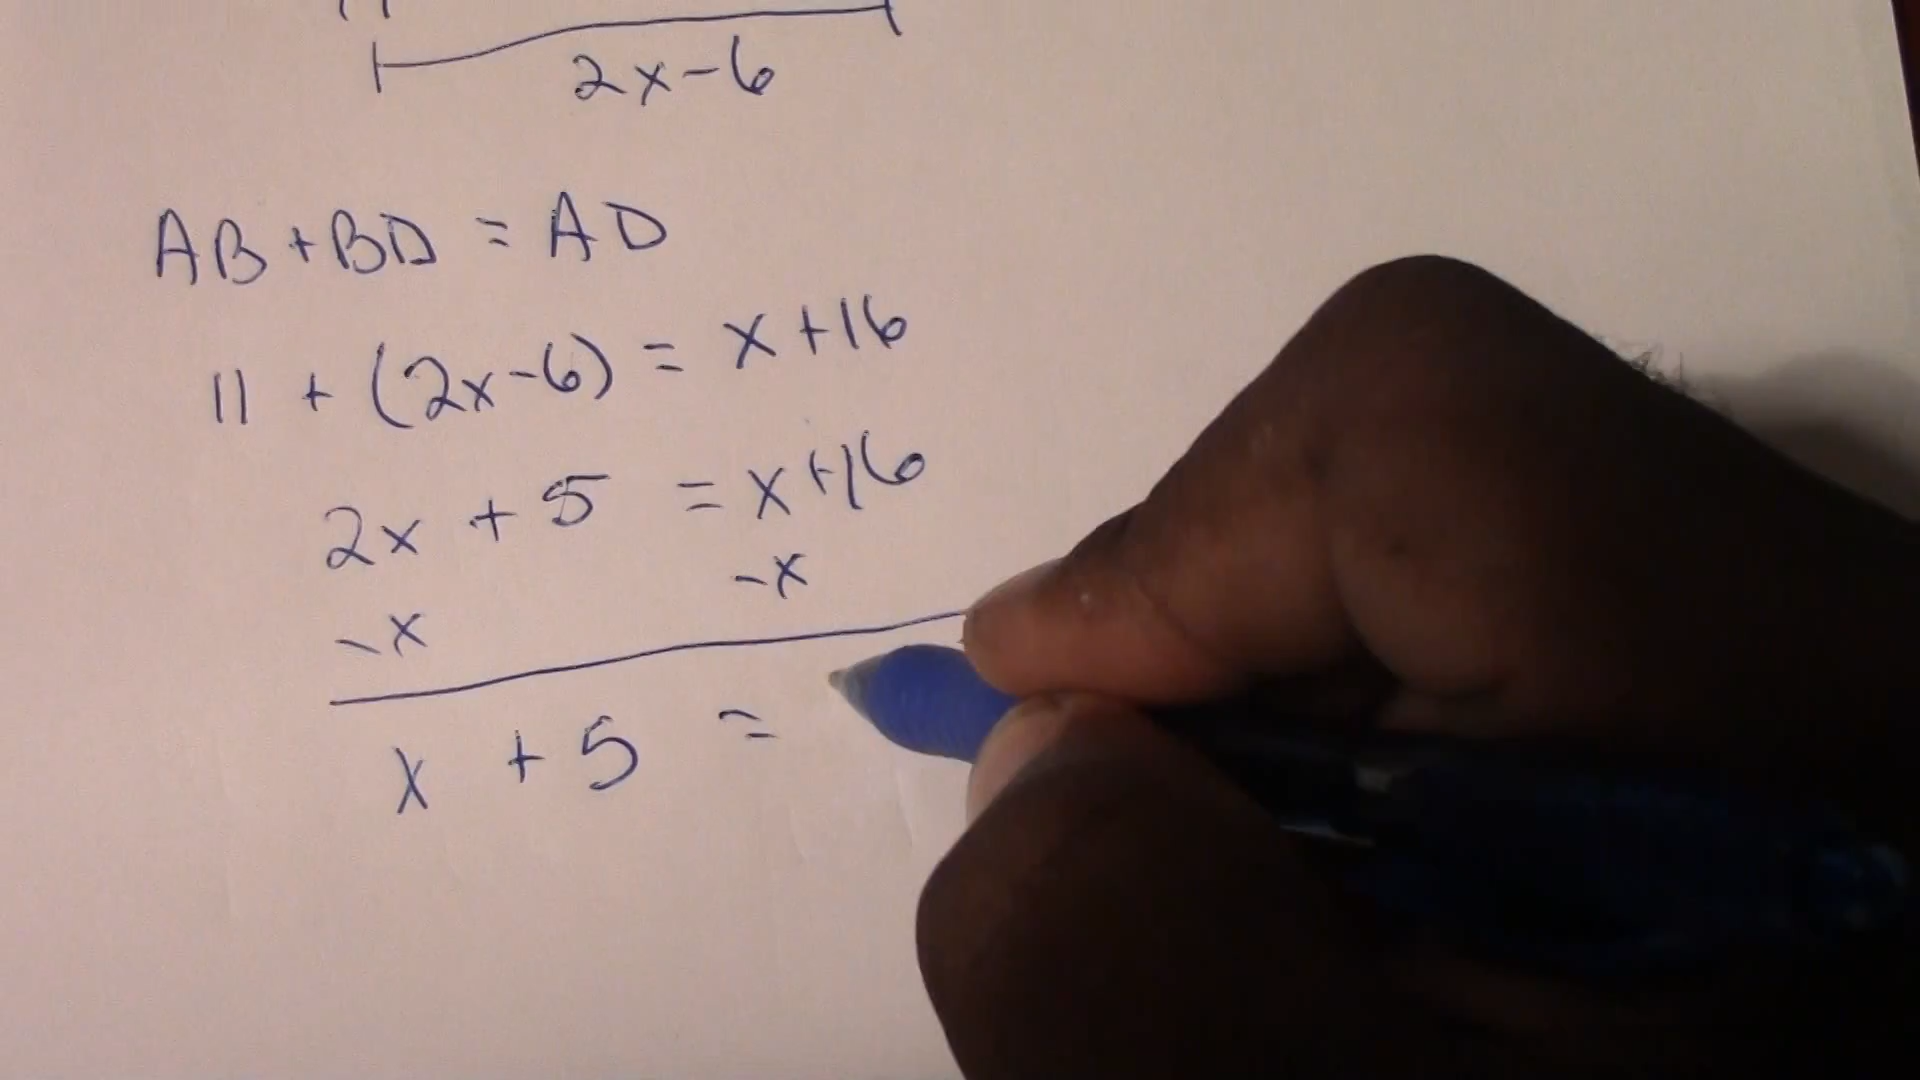 2x-6
AB+BD = AD
11 + (2x-6) = x+16
2x + 5 = x+16
-x -x
x + 5 =